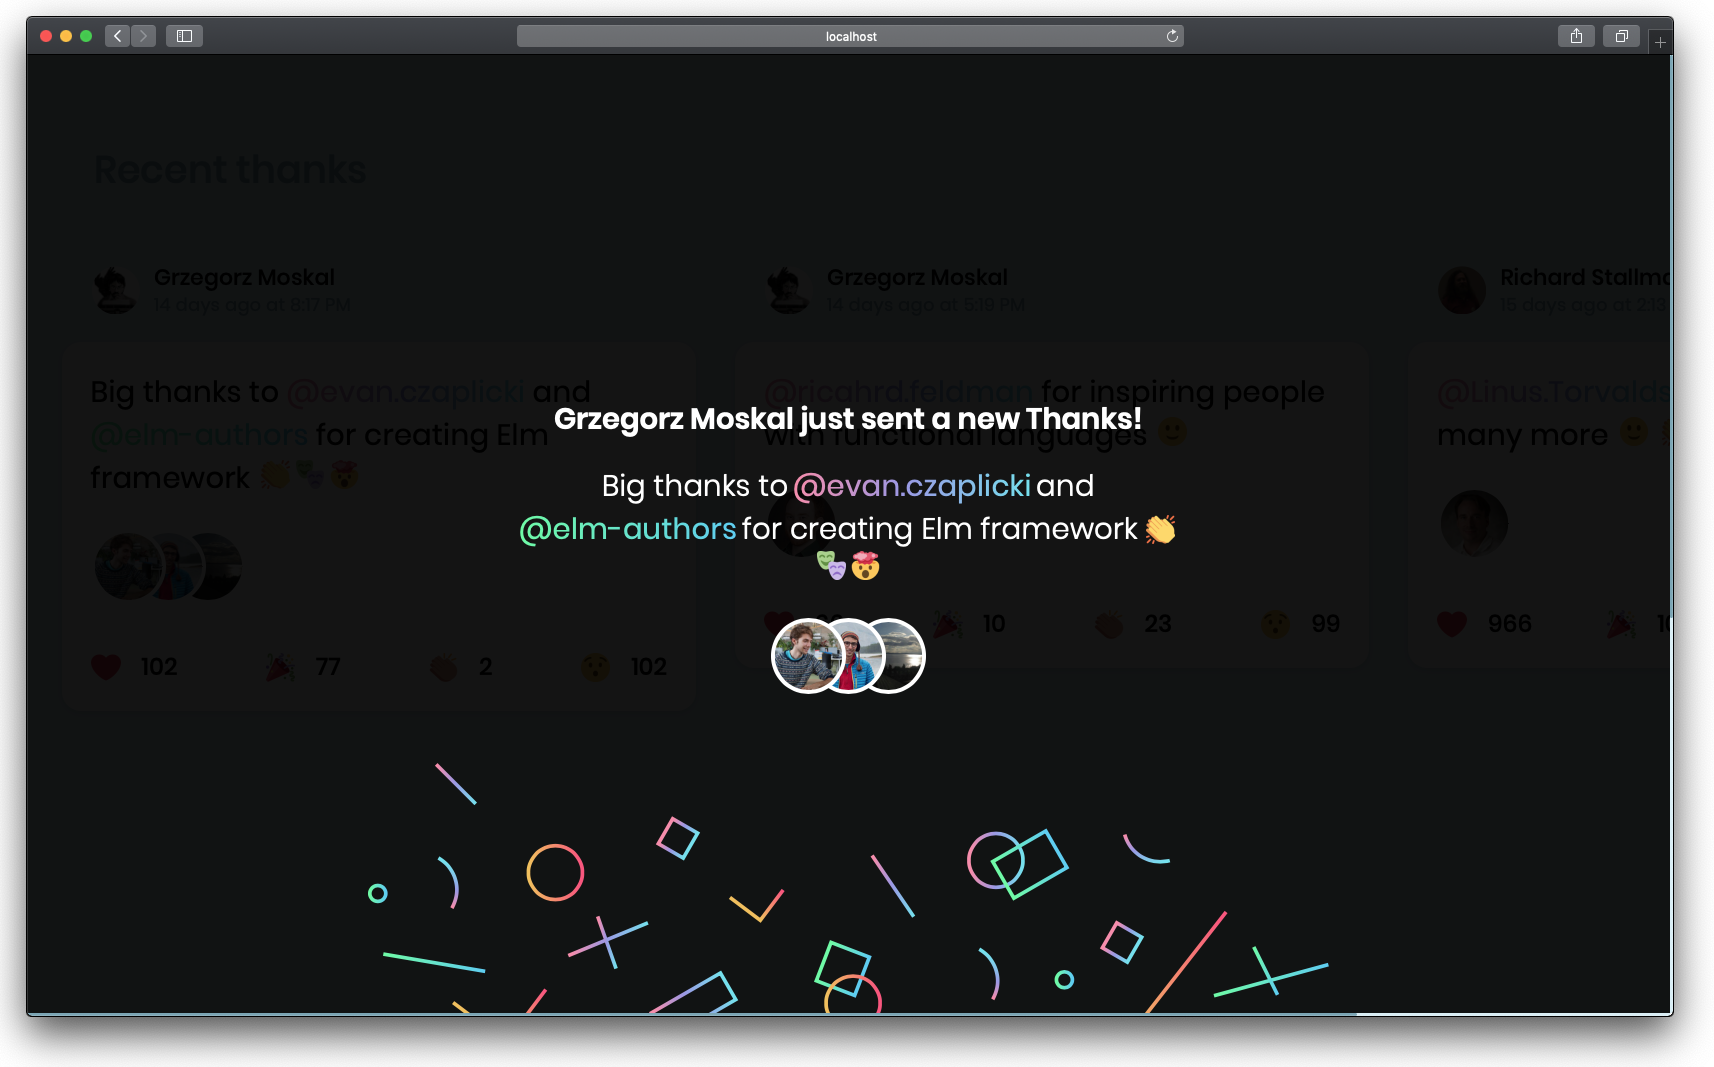 localhost
Recent thanks
Grzegorz Moskal
14 days ago at 8:17 PM
Big thanks to @evan.czaplicki and
@elm-authors for creating Elm
framework 👏🎭🤯
102 77 2 102
Grzegorz Moskal
14 days ago at 5:19 PM
@ricahrd.feldman for inspiring people
with functional languages 🙂
10 23 99
Richard Stallma
15 days ago at 2:13
@Linus.Torvalds
many more 🙂
966
Grzegorz Moskal just sent a new Thanks!
Big thanks to @evan.czaplicki and
@elm-authors for creating Elm framework 👏
🎭🤯